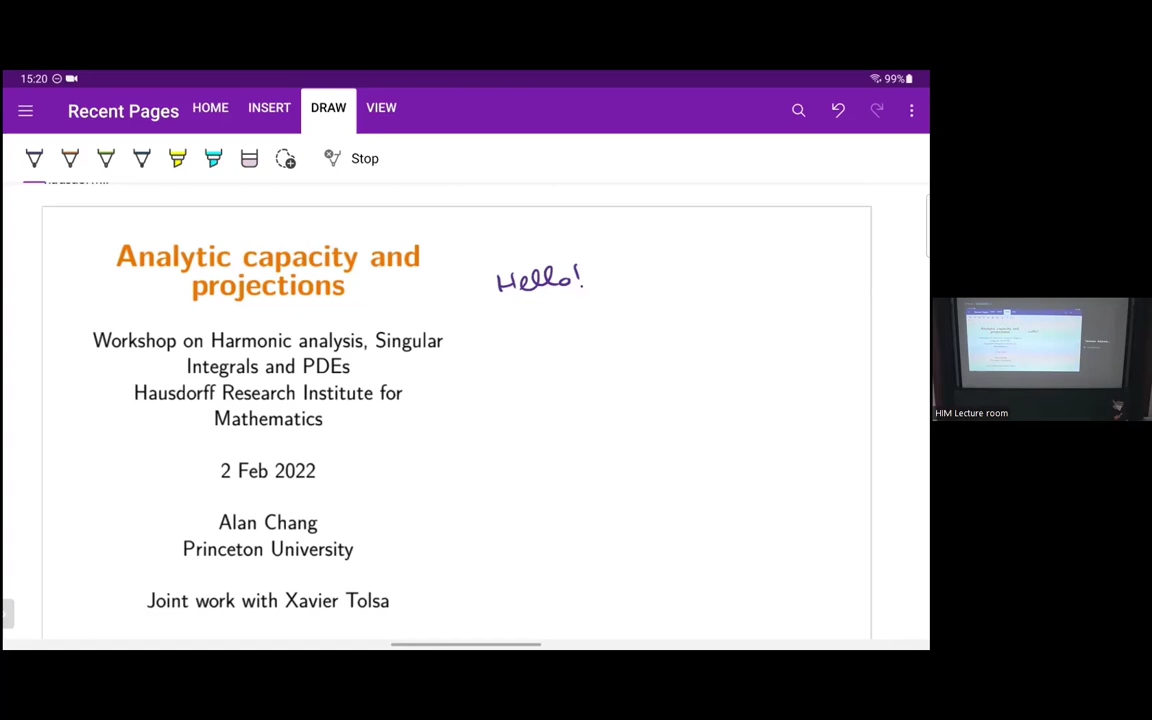 15:20 99%
Recent Pages HOME INSERT DRAW VIEW
Stop
Analytic capacity and
projections
Hello!
Workshop on Harmonic analysis, Singular
Integrals and PDEs
Hausdorff Research Institute for
Mathematics
2 Feb 2022
Alan Chang
Princeton University
Joint work with Xavier Tolsa
HIM Lecture room